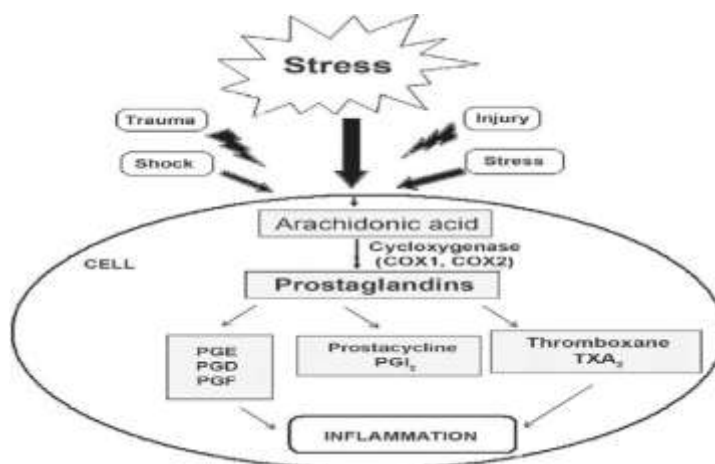 Stress
Trauma
Injury
Shock
Stress
Arachidonic acid
Cycloxygenase
(COX1, COX2)
CELL
Prostaglandins
PGE
PGD
PGF
Prostacycline
PGI₂
Thromboxane
TXA₂
INFLAMMATION